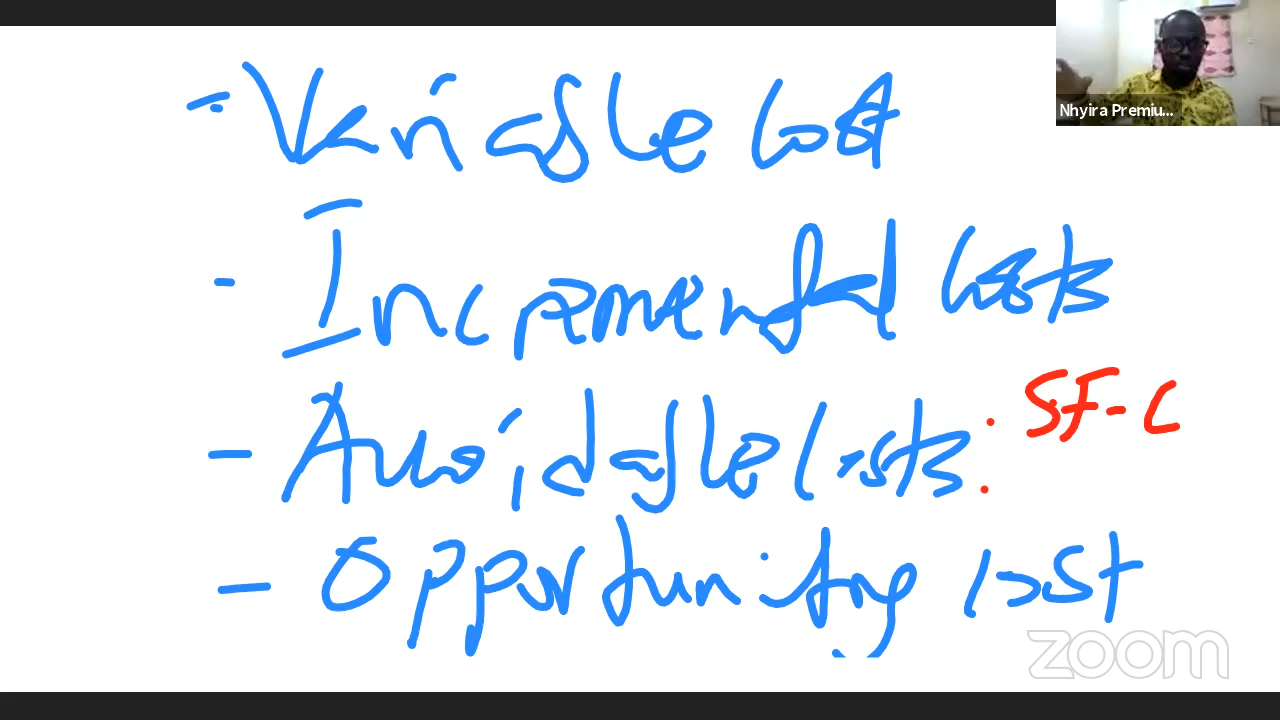 - Variable Cost
Nhyira Premiu...
- Incremental Costs
- Avoidable Costs : SF-C
- Opportunity Cost
zoom